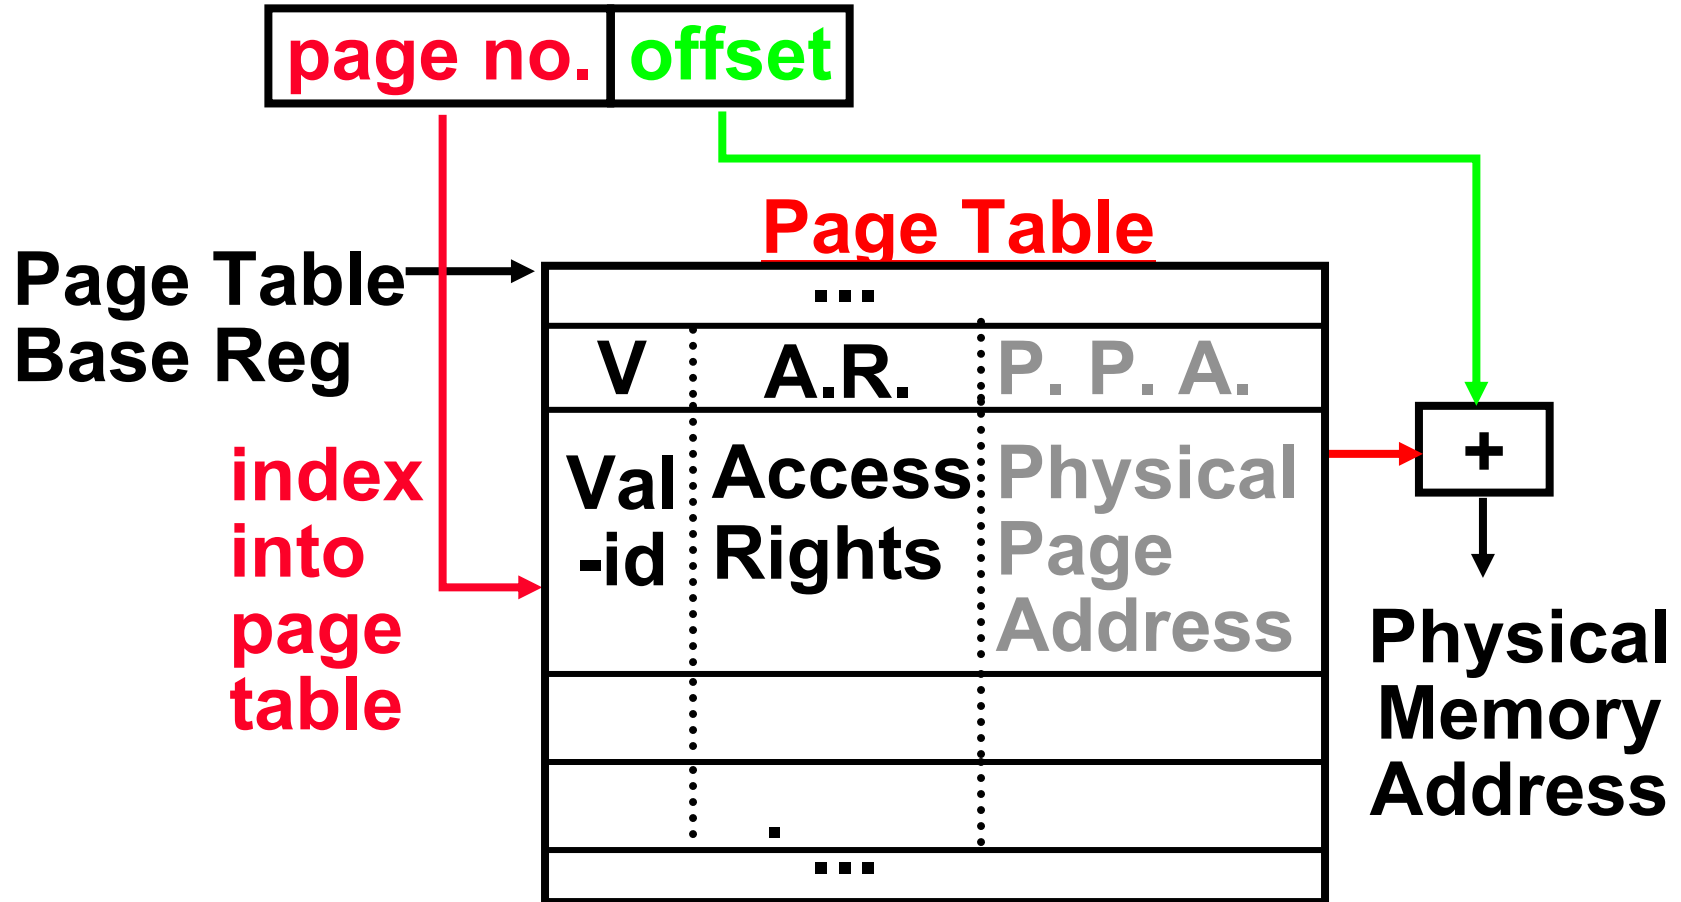 page no. offset
Page Table
Page Table
Base Reg
...
V A.R. P. P. A.
index
into
page
table
Val
-id
Access
Rights
Physical
Page
Address
+
.
...
Physical
Memory
Address